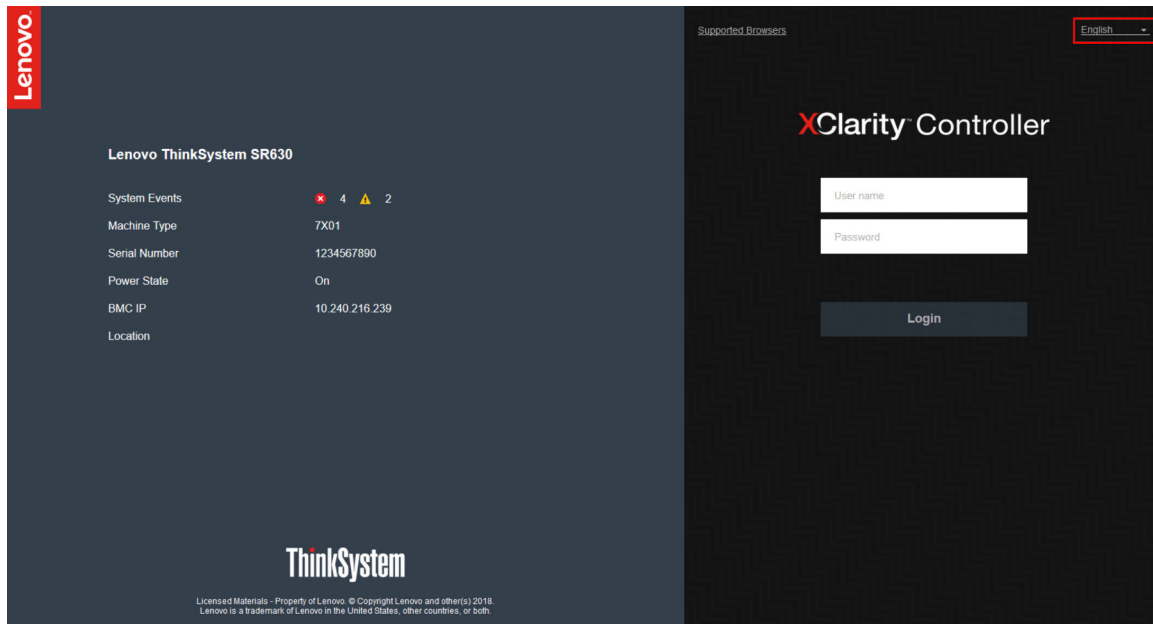 Lenovo
Supported Browsers
English
XClarity™ Controller
Lenovo ThinkSystem SR630
System Events 4 2
Machine Type 7X01
Serial Number 1234567890
Power State On
BMC IP 10.240.216.239
Location
User name
Password
Login
ThinkSystem
Licensed Materials - Property of Lenovo. © Copyright Lenovo and other(s) 2018.
Lenovo is a trademark of Lenovo in the United States, other countries, or both.